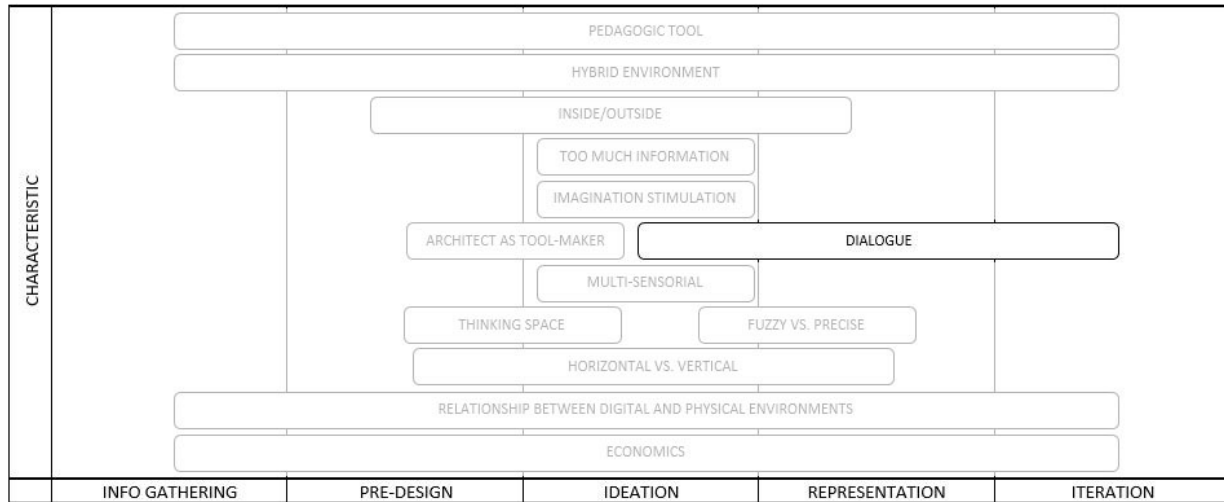 CHARACTERISTIC
PEDAGOGIC TOOL
HYBRID ENVIRONMENT
INSIDE/OUTSIDE
TOO MUCH INFORMATION
IMAGINATION STIMULATION
ARCHITECT AS TOOL-MAKER
DIALOGUE
MULTI-SENSORIAL
THINKING SPACE
FUZZY VS. PRECISE
HORIZONTAL VS. VERTICAL
RELATIONSHIP BETWEEN DIGITAL AND PHYSICAL ENVIRONMENTS
ECONOMICS
INFO GATHERING
PRE-DESIGN
IDEATION
REPRESENTATION
ITERATION